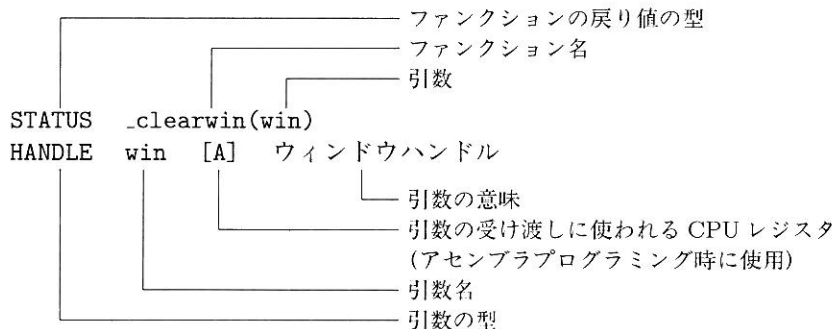 ファンクションの戻り値の型
ファンクション名
引数
STATUS _clearwin(win)
HANDLE win [A] ウィンドウハンドル
引数の意味
引数の受け渡しに使われる CPU レジスタ
(アセンブラプログラミング時に使用)
引数名
引数の型